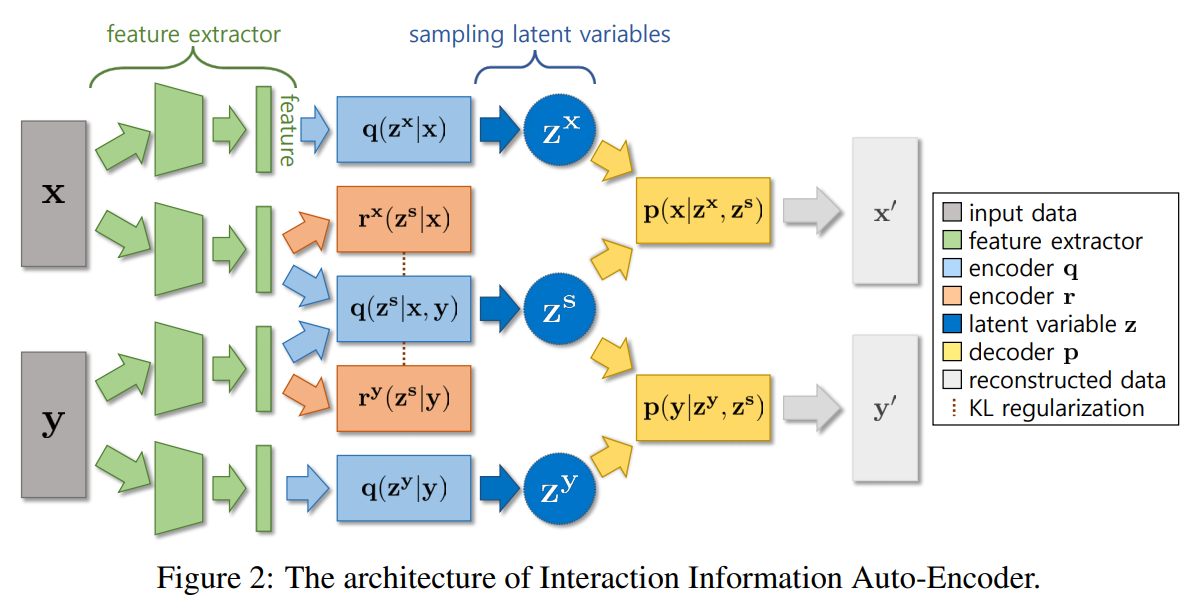 feature extractor
sampling latent variables
feature
x
y
q(z^x|x)
r^x(z^s|x)
q(z^s|x, y)
r^y(z^s|y)
q(z^y|y)
z^x
z^s
z^y
p(x|z^x, z^s)
p(y|z^y, z^s)
x′
y′
input data
feature extractor
encoder q
encoder r
latent variable z
decoder p
reconstructed data
KL regularization
Figure 2: The architecture of Interaction Information Auto-Encoder.